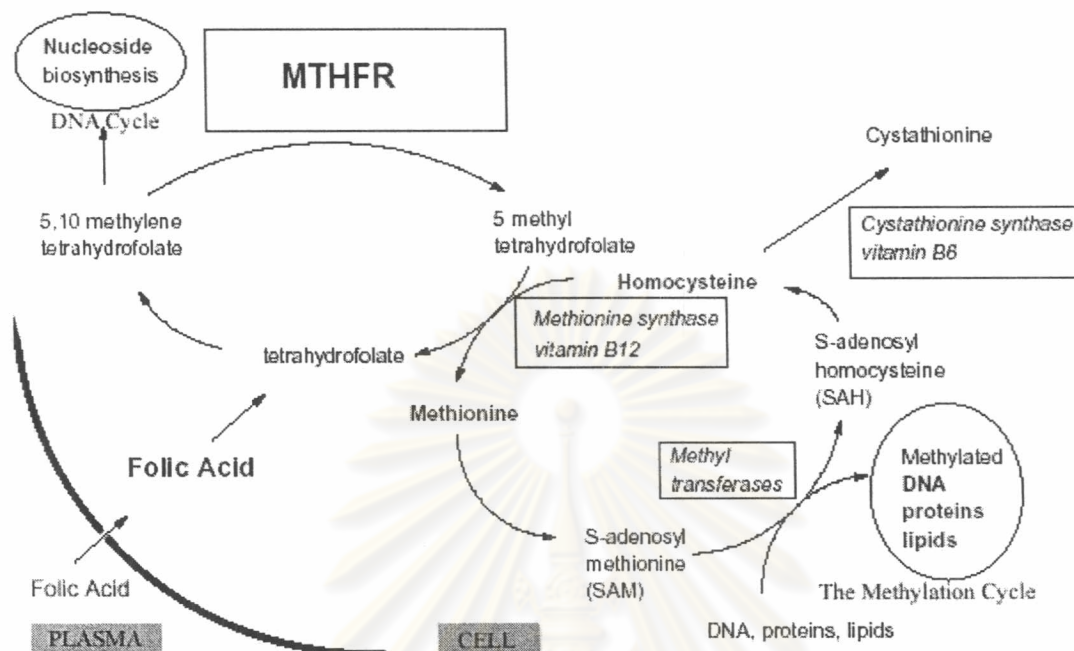 Nucleoside
biosynthesis
DNA Cycle
MTHFR
Cystathionine
5,10 methylene
tetrahydrofolate
5 methyl
tetrahydrofolate
Cystathionine synthase
vitamin B6
Homocysteine
Methionine synthase
vitamin B12
tetrahydrofolate
S-adenosyl
homocysteine
(SAH)
Methionine
Folic Acid
Methyl
transferases
Methylated
DNA
proteins
lipids
S-adenosyl
methionine
(SAM)
Folic Acid
The Methylation Cycle
PLASMA
CELL
DNA, proteins, lipids